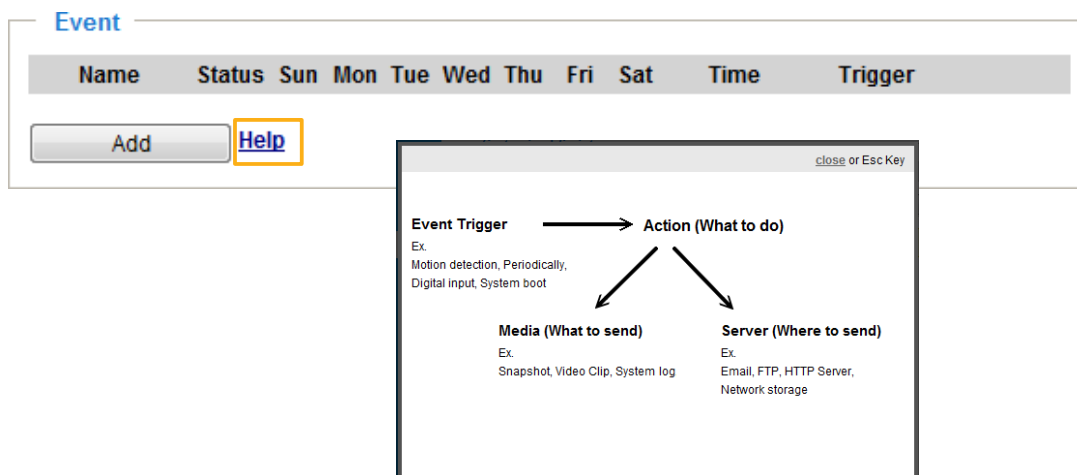 Event
Name Status Sun Mon Tue Wed Thu Fri Sat Time Trigger
Add Help
close or Esc Key
Event Trigger Action (What to do)
Ex.
Motion detection, Periodically,
Digital input, System boot
Media (What to send) Server (Where to send)
Ex. Ex.
Snapshot, Video Clip, System log Email, FTP, HTTP Server,
Network storage